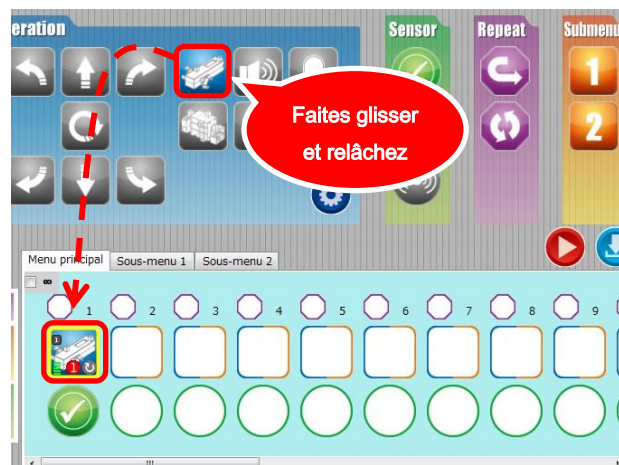 eration
Sensor
Repeat
Submenu
1
2
Faites glisser
et relâchez
Menu principal
Sous-menu 1
Sous-menu 2
∞
1
2
3
4
5
6
7
8
9
1
1